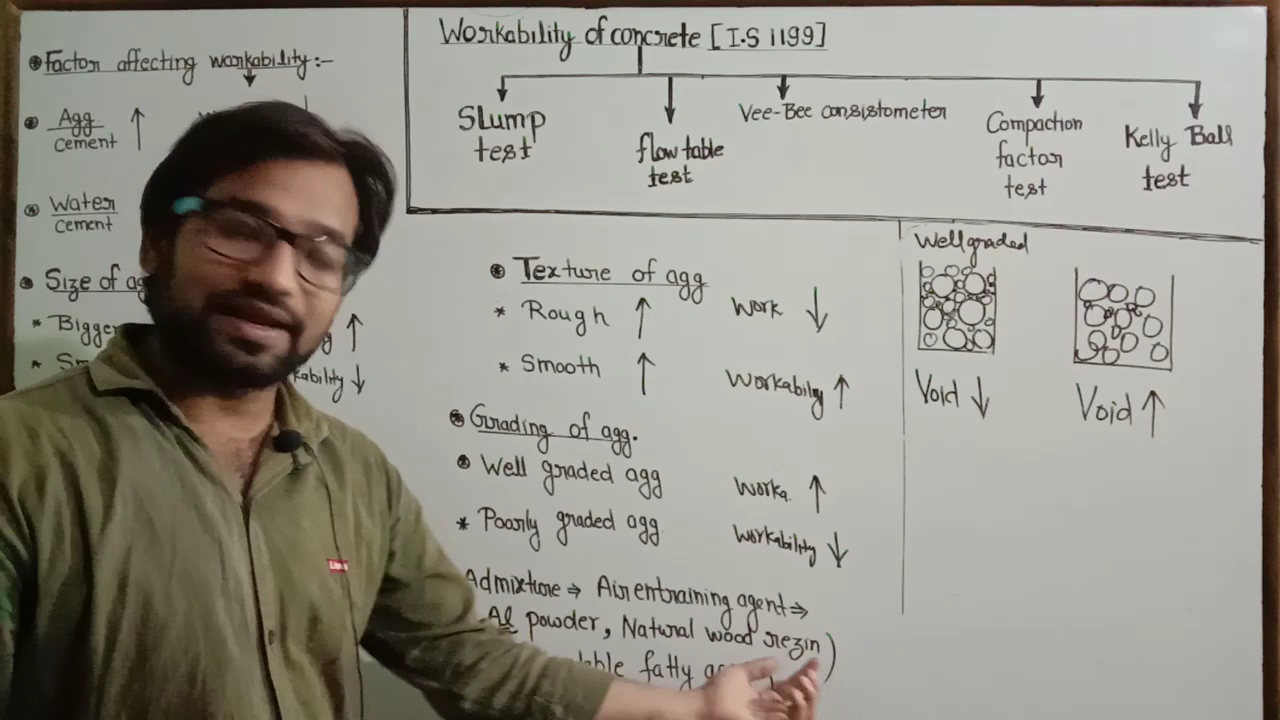 Workability of concrete [I.S 1199]
Slump test
flow table test
Vee-Bee consistometer
Compaction factor test
Kelly Ball test
Factor affecting workability:-
Agg ↑
cement
Water
cement
Size of ag
* Bigger ↑
* Sm kability ↓
Texture of agg
* Rough ↑ Work ↓
* Smooth ↑ Workability ↑
Grading of agg.
Well graded agg Worka. ↑
* Poorly graded agg workability ↓
Admixture ⇒ Air entraining agent ⇒
Al powder, Natural wood rezin)
fatty
Well graded
Void ↓
Void ↑